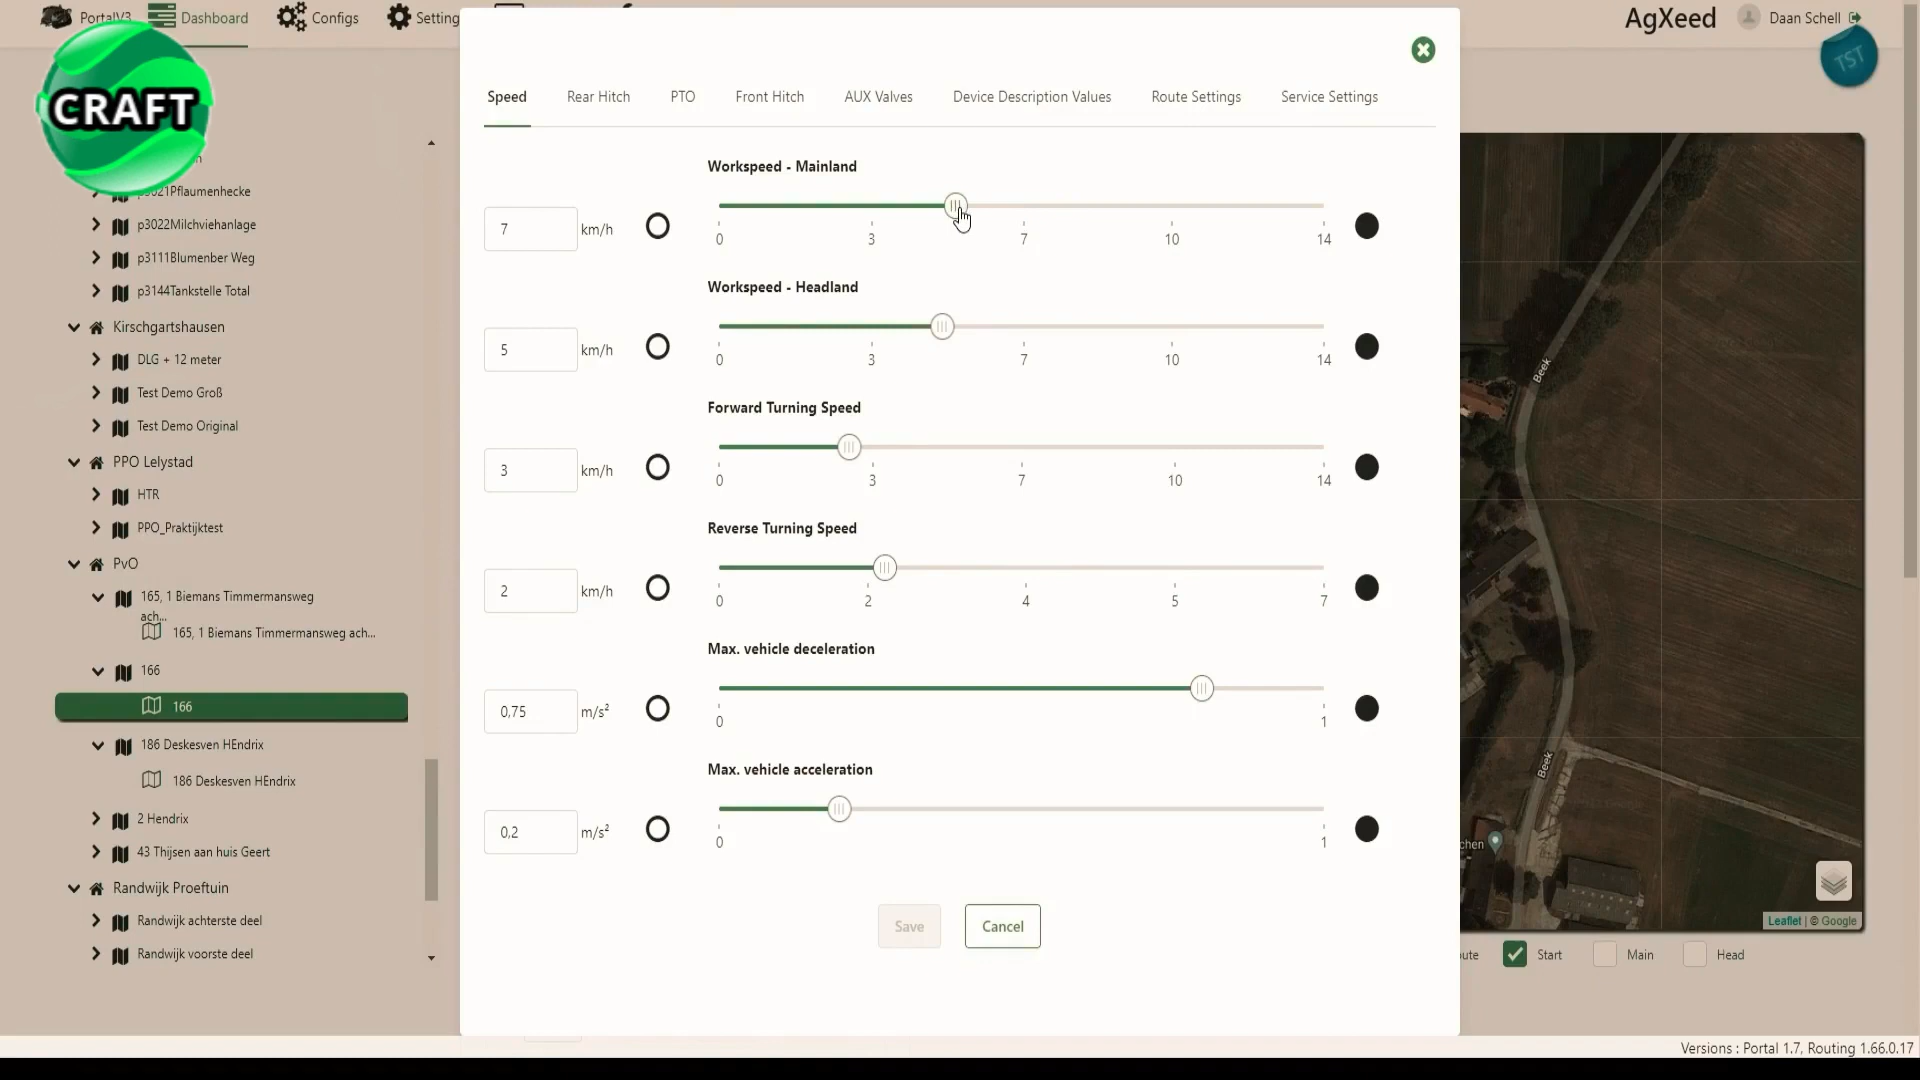 PortalV3
Dashboard
Configs
AgXeed
Daan Schell
TST
CRAFT
p3022Milchviehanlage
p3111Blumenber Weg
p3144Tankstelle Total
Kirschgartshausen
DLG + 12 meter
Test Demo Groß
Test Demo Original
PPO Lelystad
HTR
PPO_Praktijktest
PvO
165, 1 Biemans Timmermansweg
ach...
165, 1 Biemans Timmermansweg ach...
166
166
186 Deskesven HEndrix
186 Deskesven HEndrix
2 Hendrix
43 Thijsen aan huis Geert
Randwijk Proeftuin
Randwijk achterste deel
Randwijk voorste deel
Speed
Rear Hitch
PTO
Front Hitch
AUX Valves
Device Description Values
Route Settings
Service Settings
Workspeed - Mainland
7 km/h
0 3 7 10 14
Workspeed - Headland
5 km/h
0 3 7 10 14
Forward Turning Speed
3 km/h
0 3 7 10 14
Reverse Turning Speed
2 km/h
0 2 4 5 7
Max. vehicle deceleration
0,75 m/s²
0 1
Max. vehicle acceleration
0,2 m/s²
0 1
Save
Cancel
Beek
Beek
chen
Leaflet | © Google
ute
Start
Main
Head
Versions : Portal 1.7, Routing 1.66.0.17